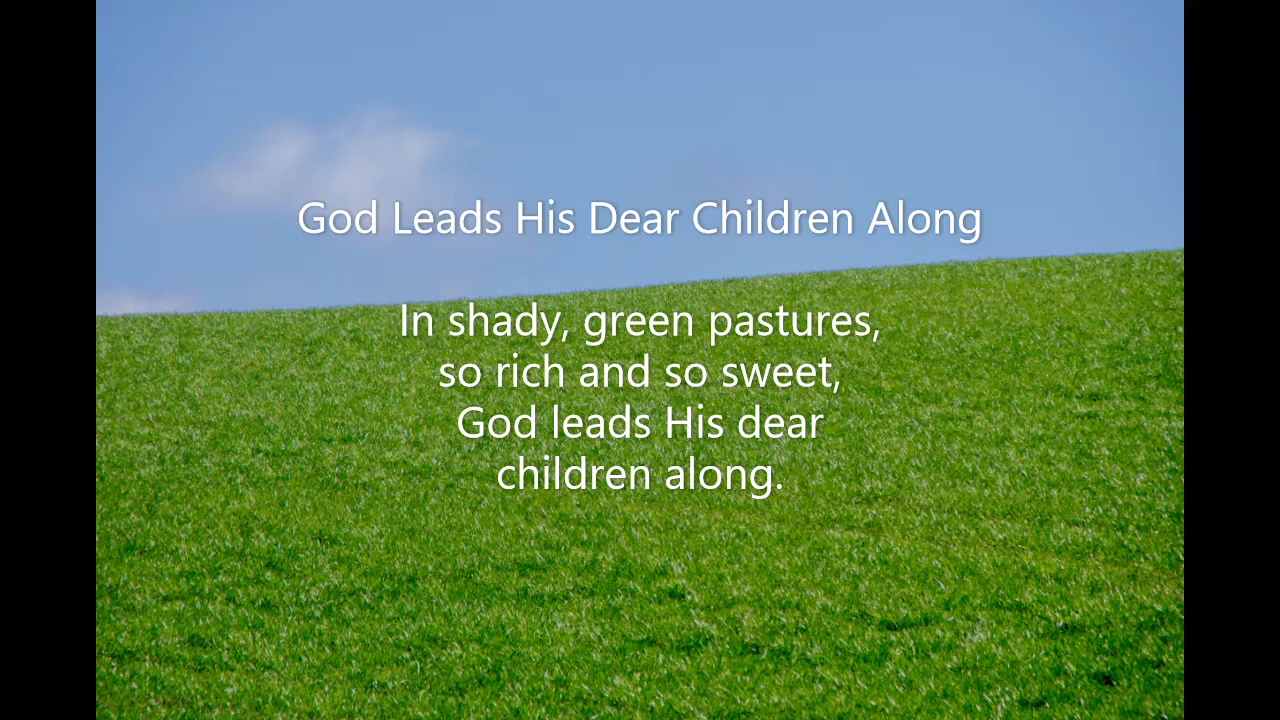 God Leads His Dear Children Along
In shady, green pastures,
so rich and so sweet,
God leads His dear
children along.